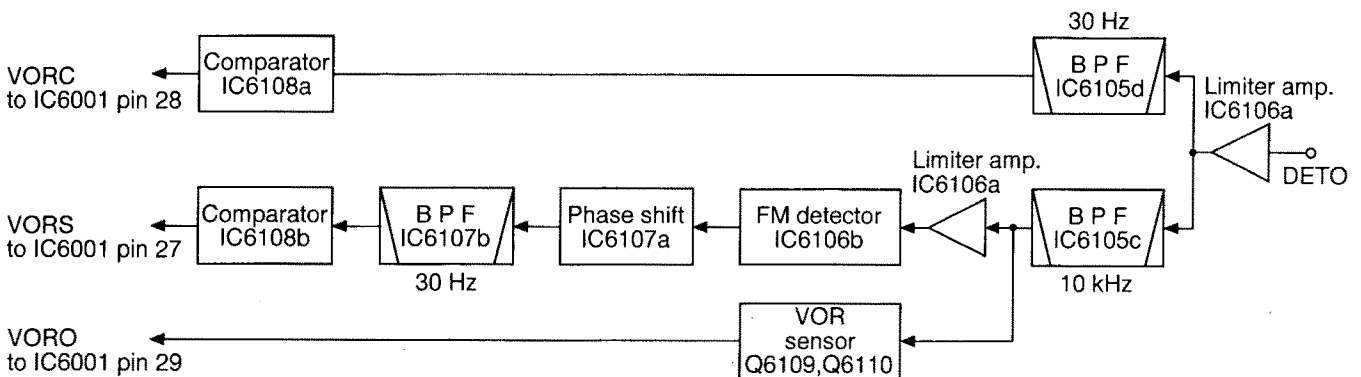 30 Hz
VORC
to IC6001 pin 28
Comparator
IC6108a
B P F
IC6105d
Limiter amp.
IC6106a
DETO
VORS
to IC6001 pin 27
Comparator
IC6108b
B P F
IC6107b
30 Hz
Phase shift
IC6107a
FM detector
IC6106b
Limiter amp.
IC6106a
B P F
IC6105c
10 kHz
VORO
to IC6001 pin 29
VOR
sensor
Q6109,Q6110